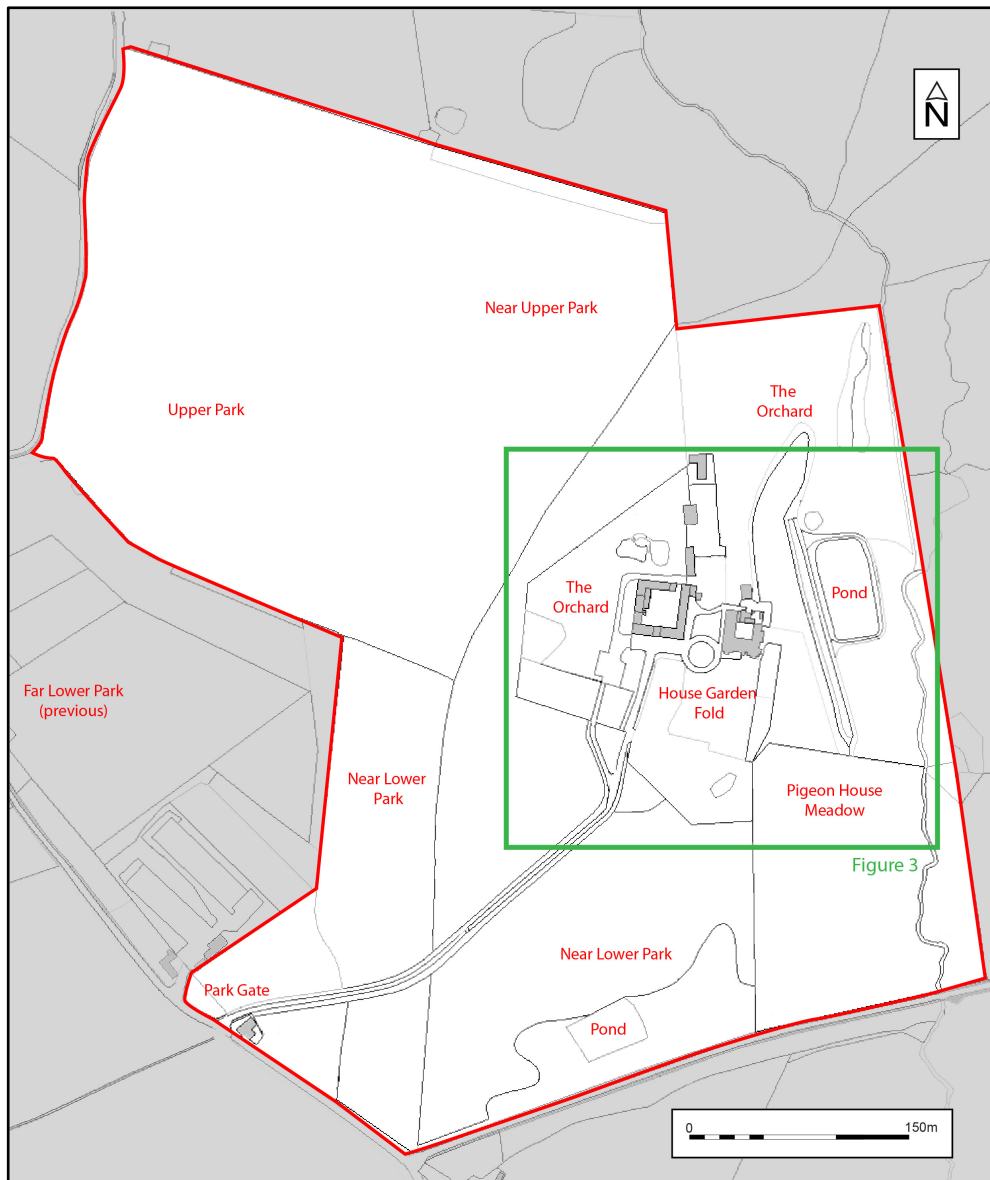 N
Near Upper Park
Upper Park
The
Orchard
The
Orchard
Pond
Far Lower Park
(previous)
House Garden
Fold
Near Lower
Park
Pigeon House
Meadow
Figure 3
Near Lower Park
Park Gate
Pond
0
150m